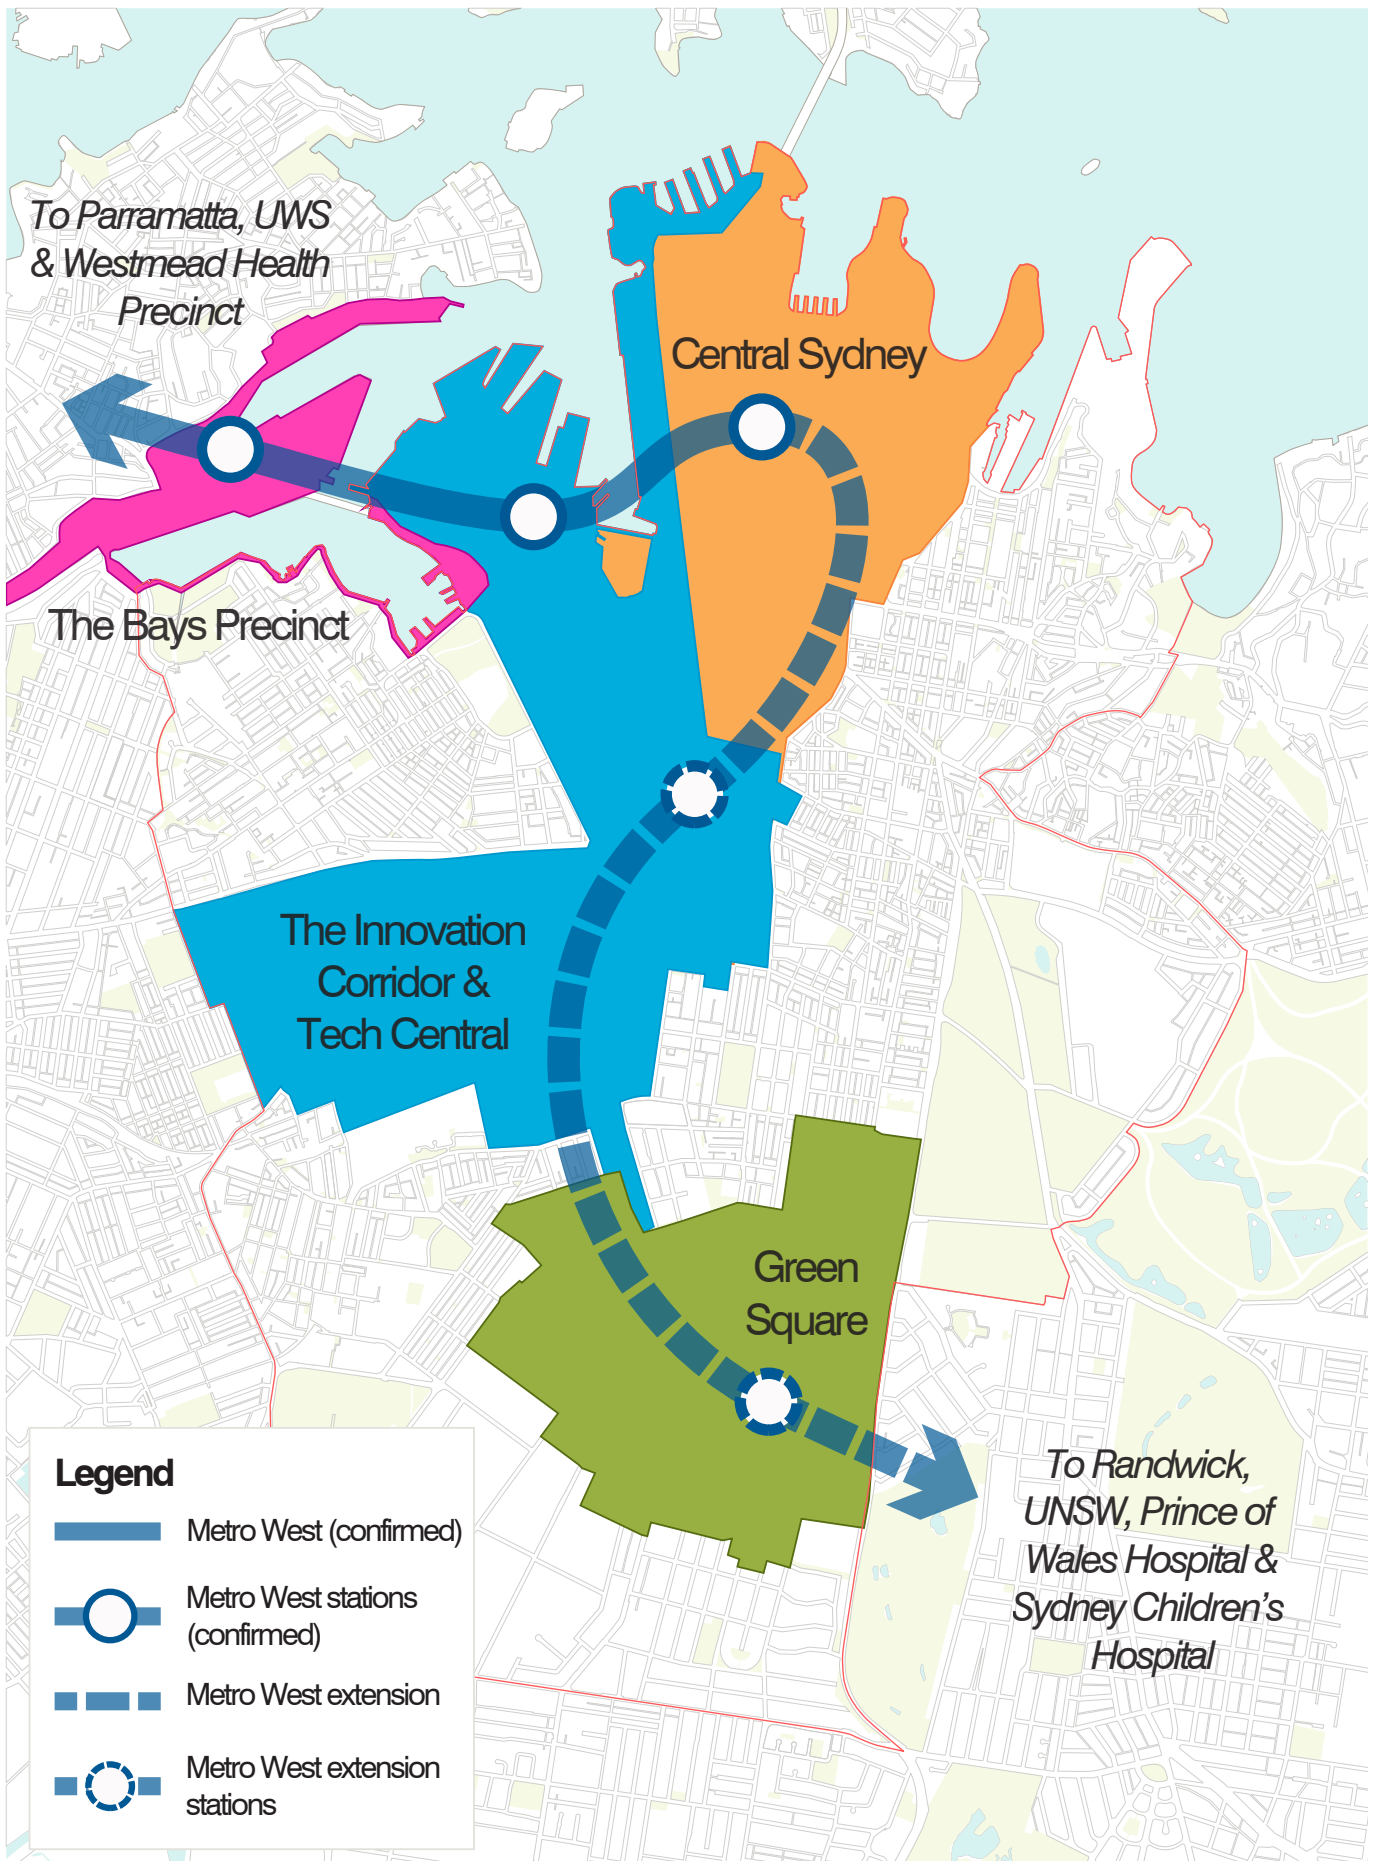 To Parramatta, UWS
& Westmead Health
Precinct
Central Sydney
The Bays Precinct
The Innovation
Corridor &
Tech Central
Green
Square
To Randwick,
UNSW, Prince of
Wales Hospital &
Sydney Children's
Hospital
Legend
Metro West (confirmed)
Metro West stations
(confirmed)
Metro West extension
Metro West extension
stations